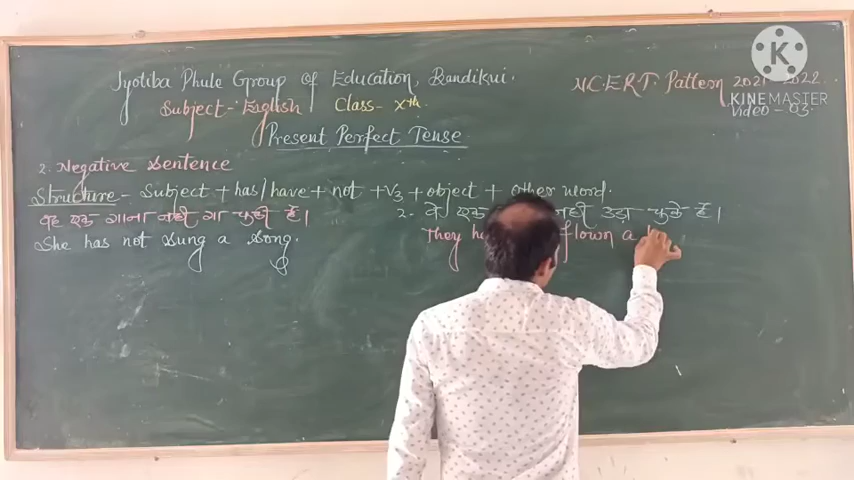 Jyotiba Phule Group of Education, Bandikui.
N.C.E.R.T. Pattern 2021-2022
KINEMASTER
Subject:- English | Class- Xth.
Video - 03.
Present Perfect Tense
2. Negative Sentence
Structure - Subject + has/have + not + V3 + object + other word.
वह एक गाना नहीं गा चुकी है।
2. वे एक नहीं उड़ा चुके हैं।
She has not sung a song.
They flown a